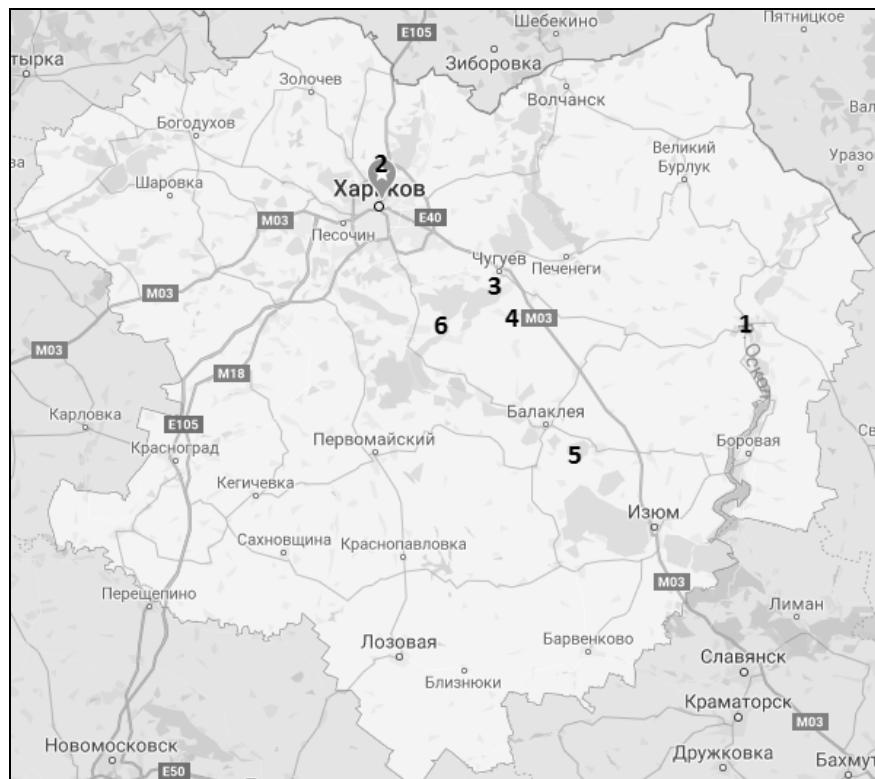 Шебекино
Пятницкое
E105
тырка
Зиборовка
Золочев
Волчанск
Вал
Богодухов
ва
2
Великий
Бурлук
Уразо
Шаровка
Харьков
M03
E40
Песочин
Чугуев
Печенеги
3
M03
6
4
M03
1
M03
Оскол
M18
Карловка
E105
Балаклея
Св
Красноград
Первомайский
5
Боровая
Кегичевка
Изюм
Сахновщина
Краснопавловка
M03
Перещепино
Лиман
Лозовая
Барвенково
Славянск
Близнюки
Краматорск
M03
Новомосковск
Дружковка
E50
Бахмут